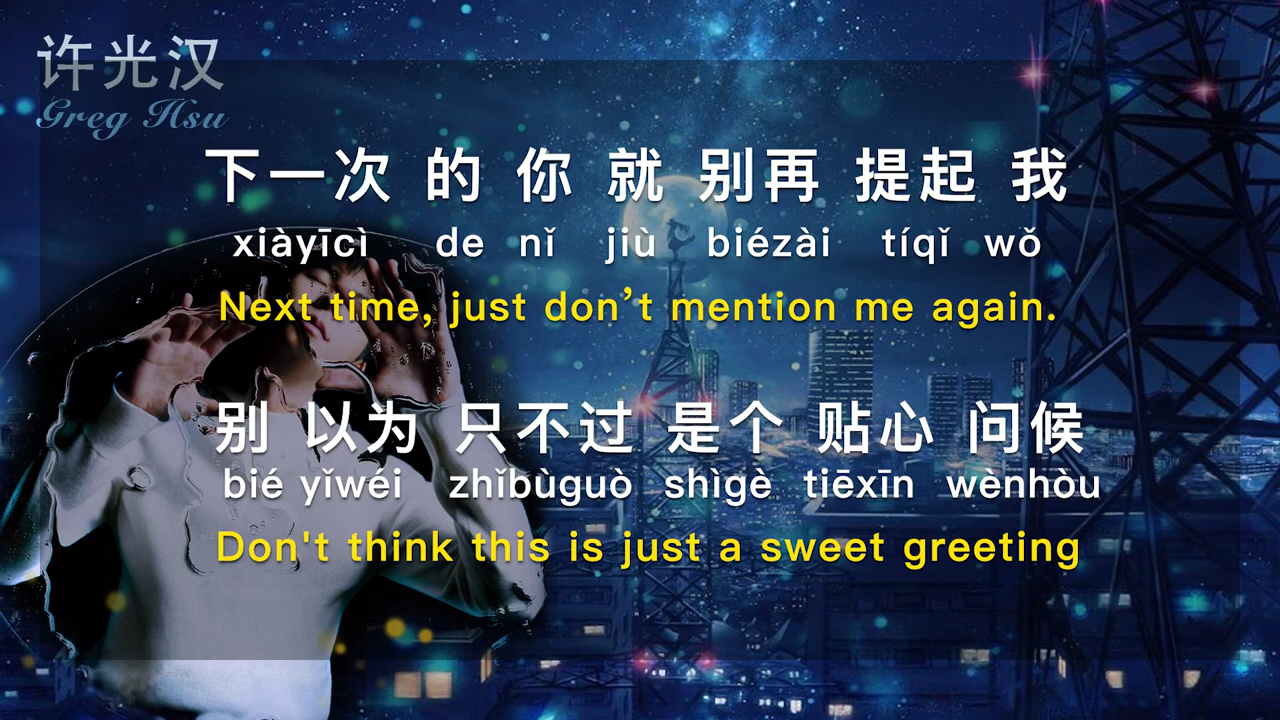 许光汉
Greg Hsu
下一次 的 你 就 别再 提起 我
xiàyīcì de nǐ jiù biézài tíqǐ wǒ
Next time, just don’t mention me again.
别 以为 只不过 是个 贴心 问候
bié yǐwéi zhǐbùguò shìgè tiēxīn wènhòu
Don't think this is just a sweet greeting